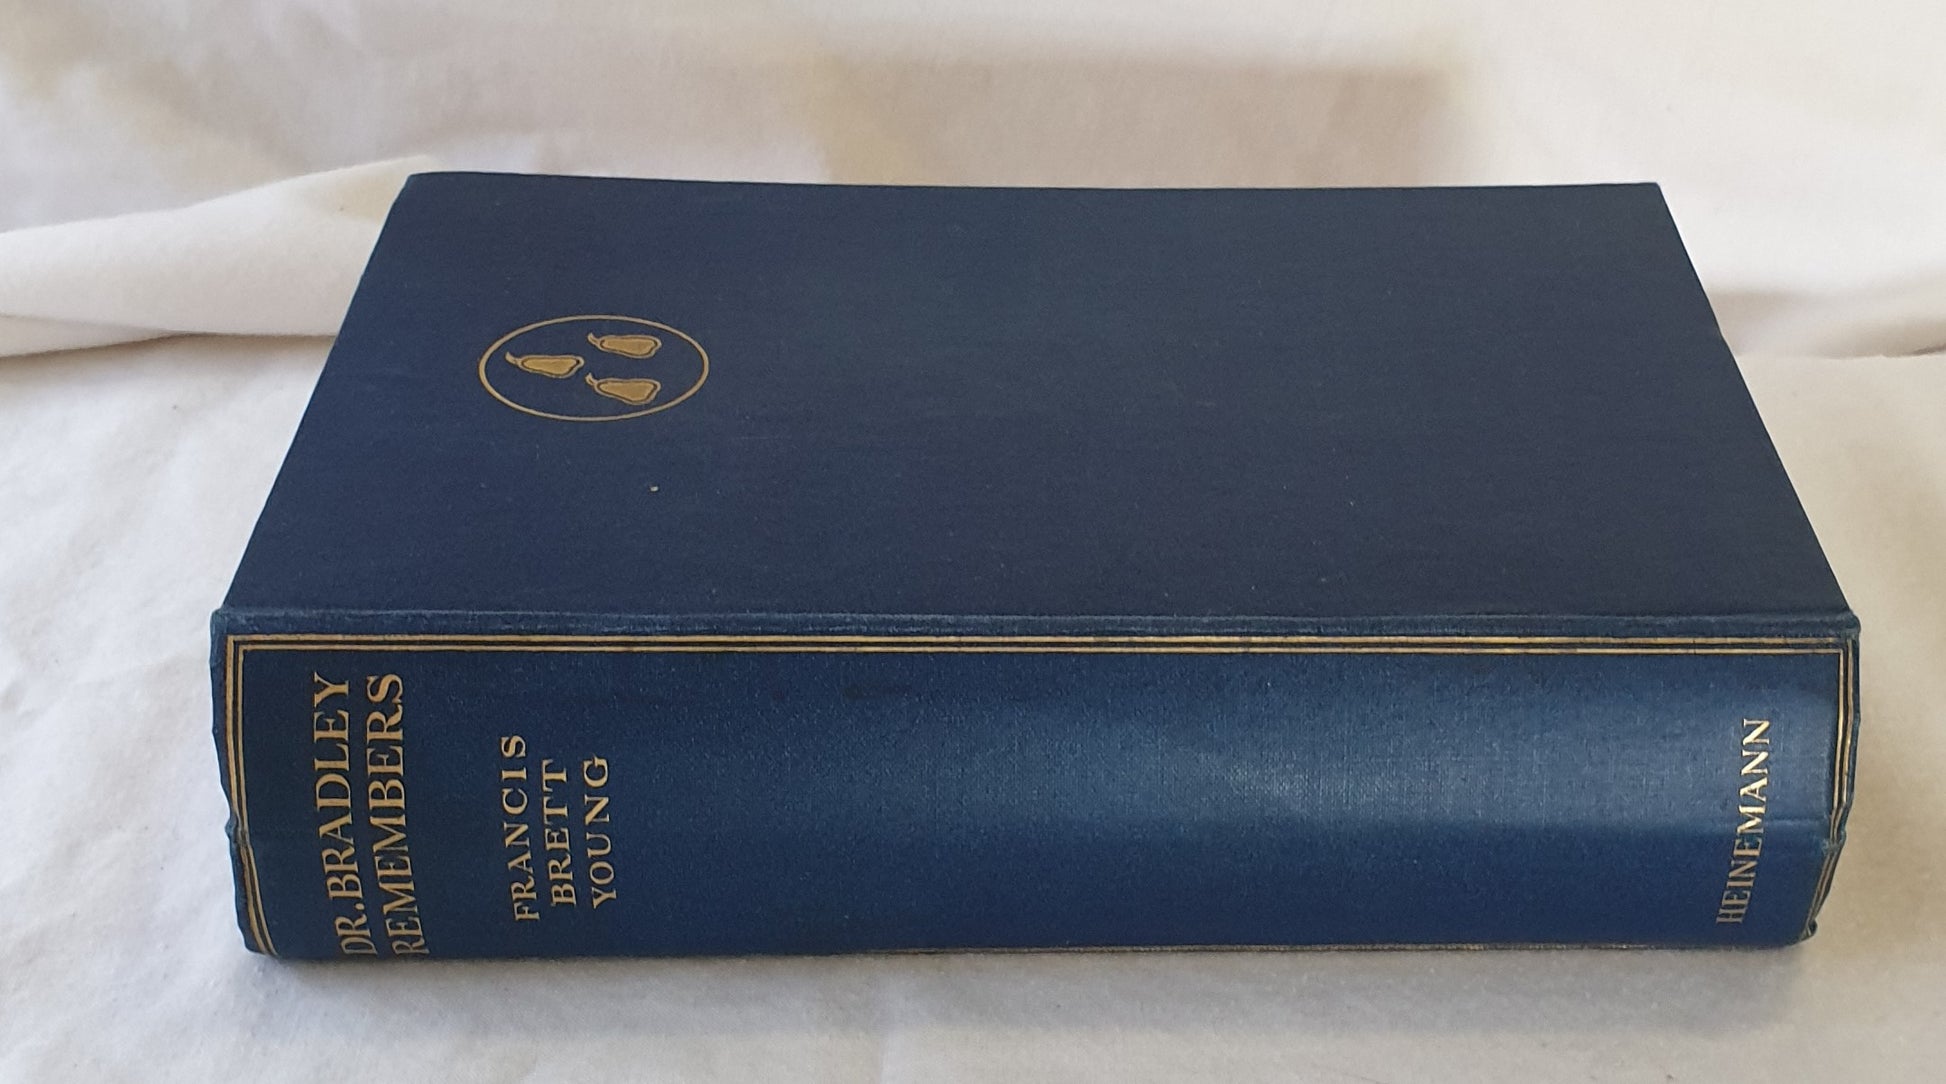 DR. BRADLEY
REMEMBERS
FRANCIS
BRETT
YOUNG
HEINEMANN